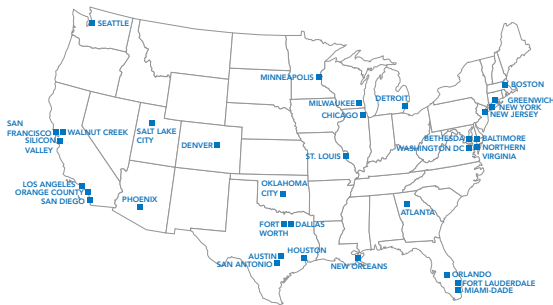 SEATTLE
MINNEAPOLIS
MILWAUKEE
DETROIT
CHICAGO
BOSTON
GREENWICH
NEW YORK
NEW JERSEY
SAN
FRANCISCO
WALNUT CREEK
SILICON
VALLEY
SALT LAKE
CITY
DENVER
ST. LOUIS
BETHESDA
BALTIMORE
WASHINGTON DC
NORTHERN
VIRGINIA
LOS ANGELES
ORANGE COUNTY
SAN DIEGO
PHOENIX
OKLAHOMA
CITY
ATLANTA
FORT
WORTH
DALLAS
AUSTIN
SAN ANTONIO
HOUSTON
NEW ORLEANS
ORLANDO
FORT LAUDERDALE
MIAMI-DADE